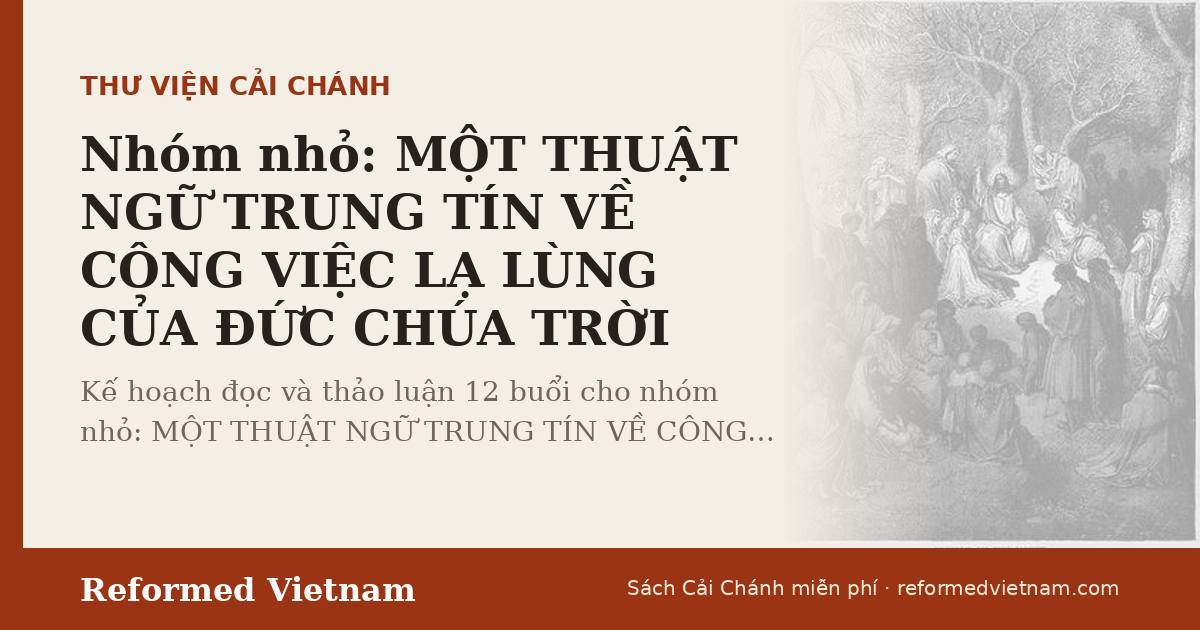 THƯ VIỆN CẢI CHÁNH
Nhóm nhỏ: MỘT THUẬT
NGỮ TRUNG TÍN VỀ
CÔNG VIỆC LẠ LÙNG
CỦA ĐỨC CHÚA TRỜI
Kế hoạch đọc và thảo luận 12 buổi cho nhóm
nhỏ: MỘT THUẬT NGỮ TRUNG TÍN VỀ CÔNG…
Reformed Vietnam
Sách Cải Chánh miễn phí · reformedvietnam.com